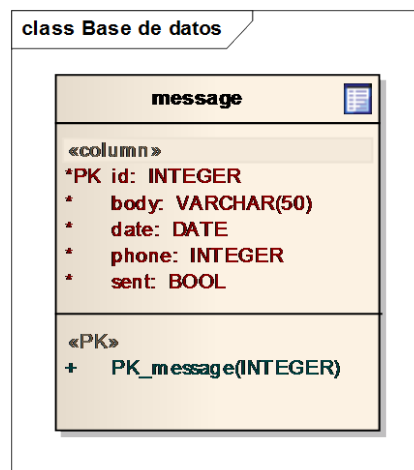 class Base de datos
message
«column»
*PK id: INTEGER
* body: VARCHAR(50)
* date: DATE
* phone: INTEGER
* sent: BOOL
«PK»
+ PK_message(INTEGER)